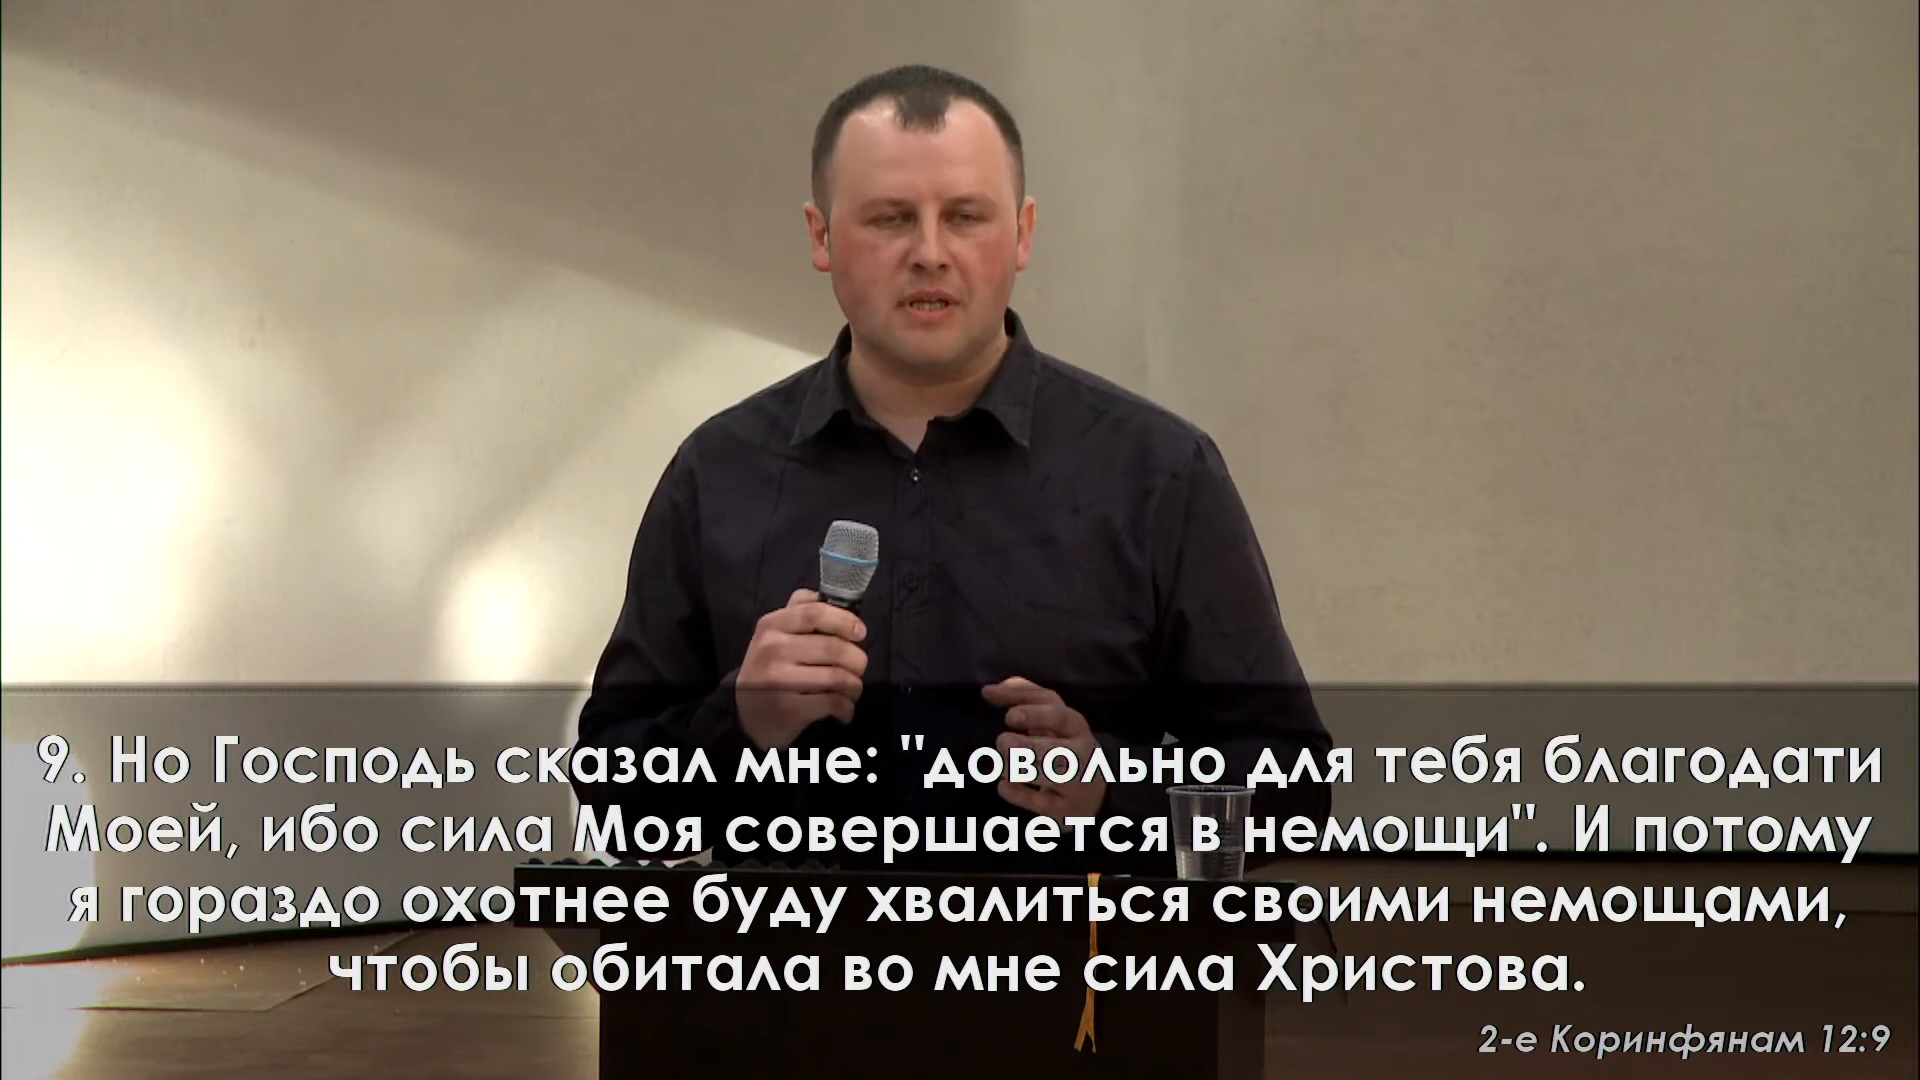 9. Но Господь сказал мне: "довольно для тебя благодати
Моей, ибо сила Моя совершается в немощи". И потому
я гораздо охотнее буду хвалиться своими немощами,
чтобы обитала во мне сила Христова.
2-е Коринфянам 12:9